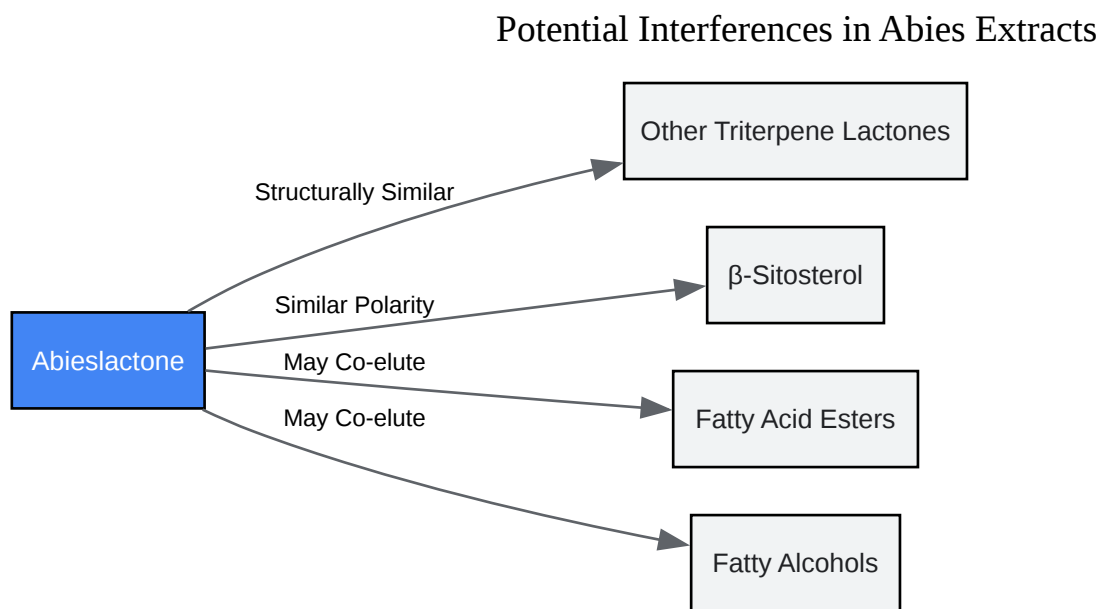 Potential Interferences in Abies Extracts
Other Triterpene Lactones
Structurally Similar
β-Sitosterol
Similar Polarity
Abieslactone
May Co-elute
Fatty Acid Esters
May Co-elute
Fatty Alcohols